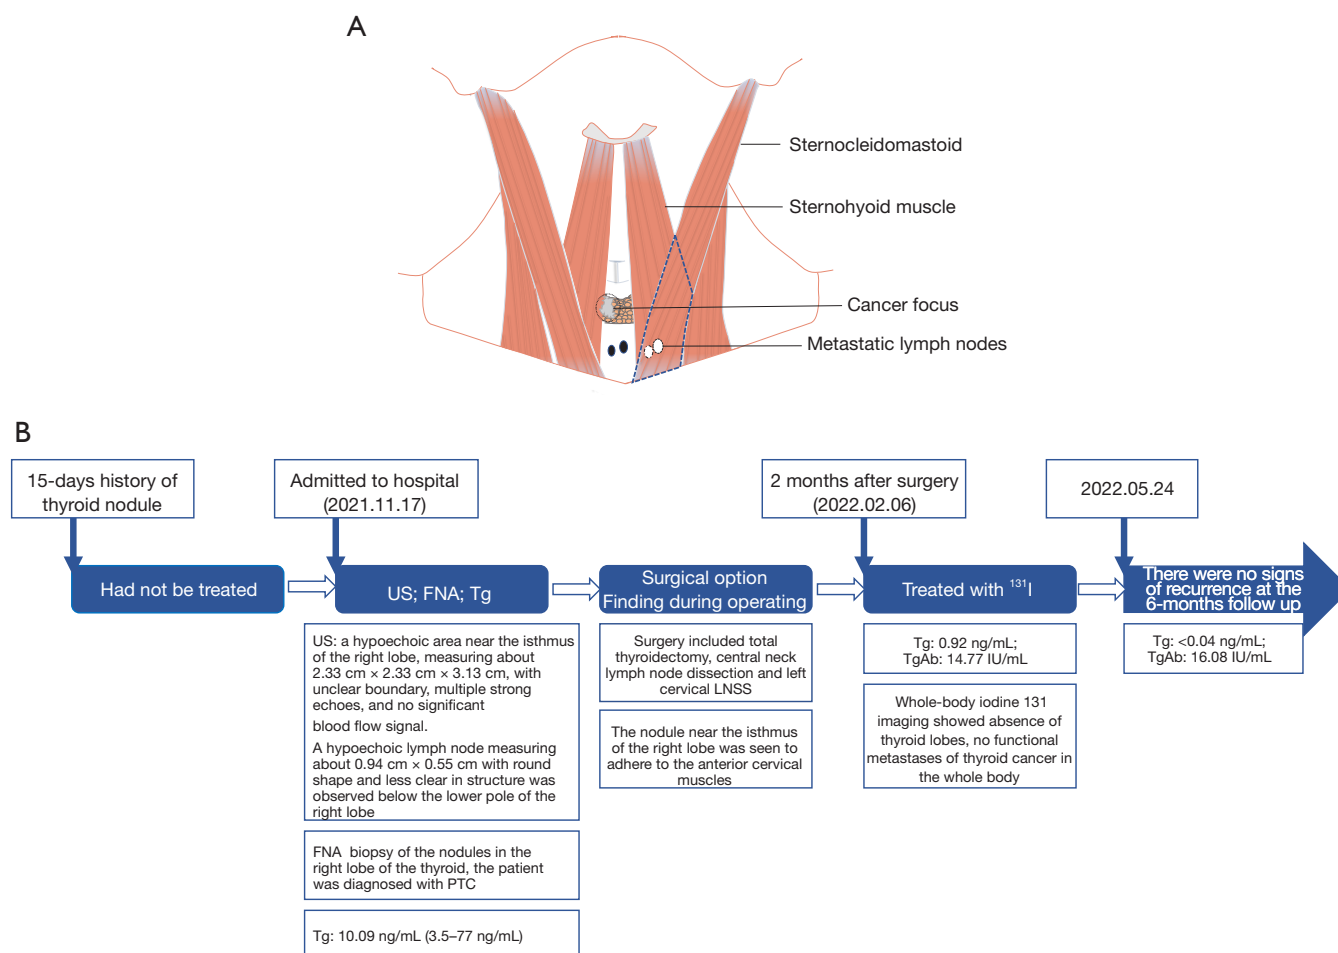 A
Sternocleidomastoid
Sternohyoid muscle
Cancer focus
Metastatic lymph nodes
B
15-days history of
thyroid nodule
Admitted to hospital
(2021.11.17)
2 months after surgery
(2022.02.06)
2022.05.24
Had not be treated
US; FNA; Tg
Surgical option
Finding during operating
Treated with ¹³¹I
There were no signs
of recurrence at the
6-months follow up
US: a hypoechoic area near the isthmus
of the right lobe, measuring about
2.33 cm × 2.33 cm × 3.13 cm, with
unclear boundary, multiple strong
echoes, and no significant
blood flow signal.
A hypoechoic lymph node measuring
about 0.94 cm × 0.55 cm with round
shape and less clear in structure was
observed below the lower pole of the
right lobe
FNA biopsy of the nodules in the
right lobe of the thyroid, the patient
was diagnosed with PTC
Tg: 10.09 ng/mL (3.5–77 ng/mL)
Surgery included total
thyroidectomy, central neck
lymph node dissection and left
cervical LNSS
The nodule near the isthmus
of the right lobe was seen to
adhere to the anterior cervical
muscles
Tg: 0.92 ng/mL;
TgAb: 14.77 IU/mL
Whole-body iodine 131
imaging showed absence of
thyroid lobes, no functional
metastases of thyroid cancer in
the whole body
Tg: <0.04 ng/mL;
TgAb: 16.08 IU/mL